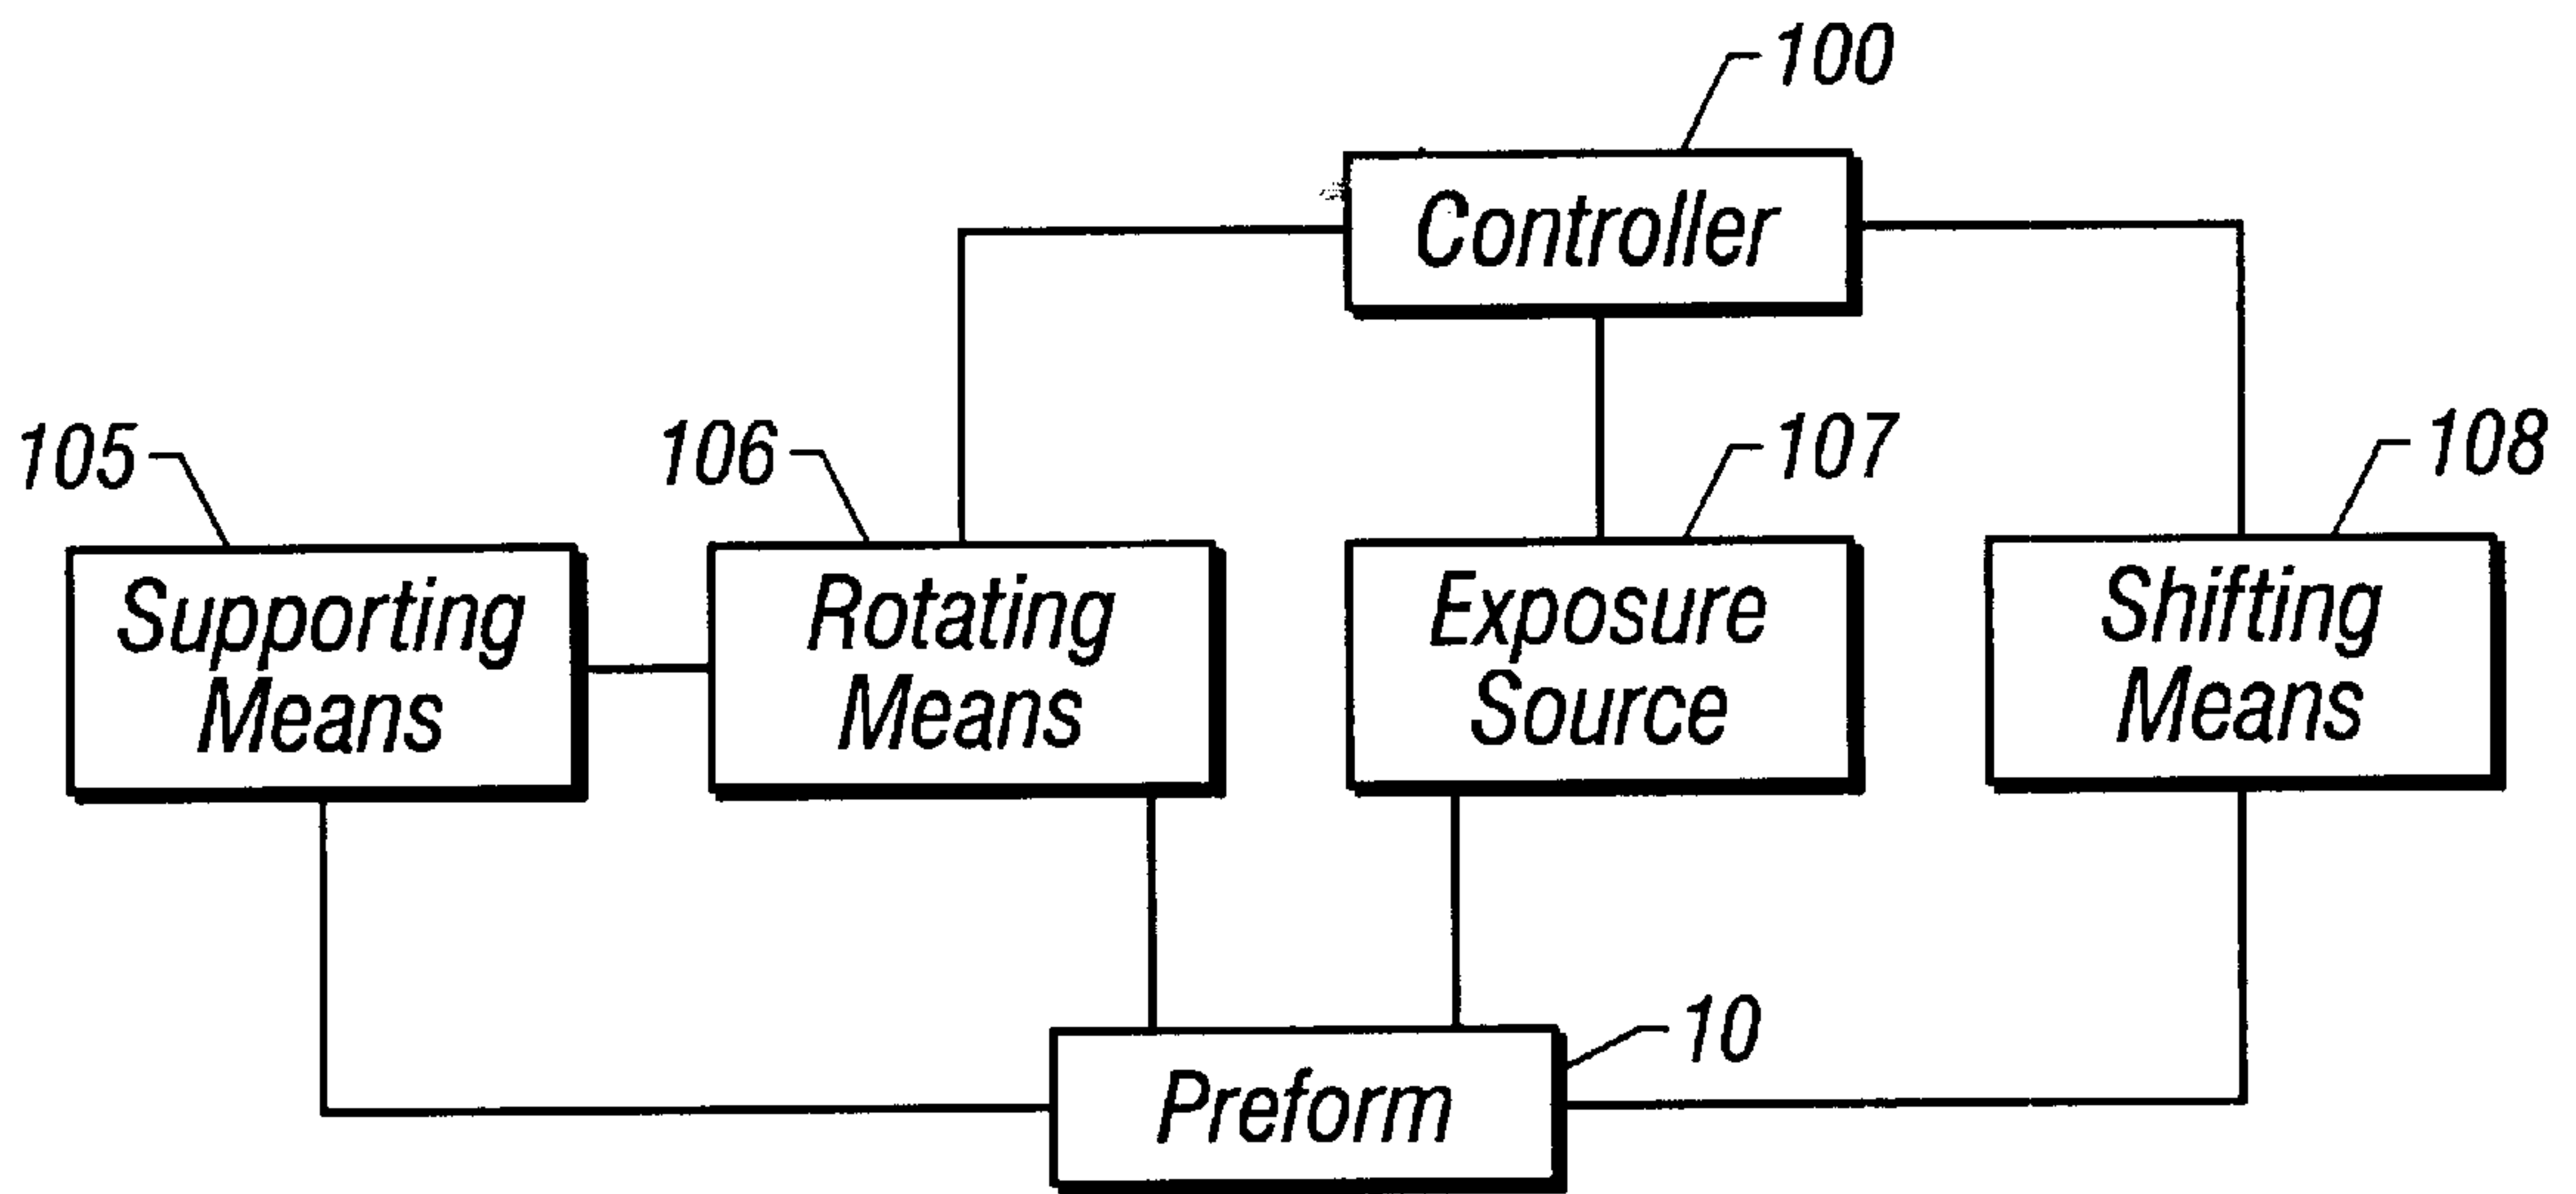 100
Controller
105
106
107
108
Supporting
Means
Rotating
Means
Exposure
Source
Shifting
Means
10
Preform